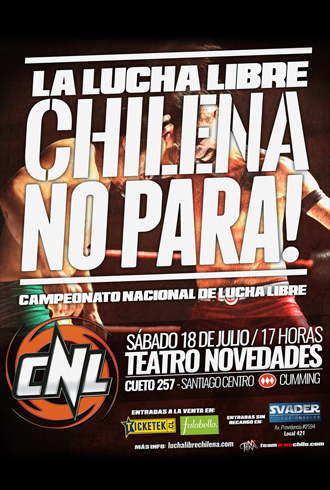 LA LUCHA LIBRE
CHILENA
NO PARA!
CAMPEONATO NACIONAL DE LUCHA LIBRE
CNL
SÁBADO 18 DE JULIO / 17 HORAS
TEATRO NOVEDADES
CUETO 257 - SANTIAGO CENTRO CUMMING
ENTRADAS A LA VENTA EN:
TICKETEK falabella.
ENTRADAS SIN
RECARGO EN:
SVADER
Av. Providencia #2594
Local 421
MÁS INFO: luchalibrechilena.com
teamwwechile.com